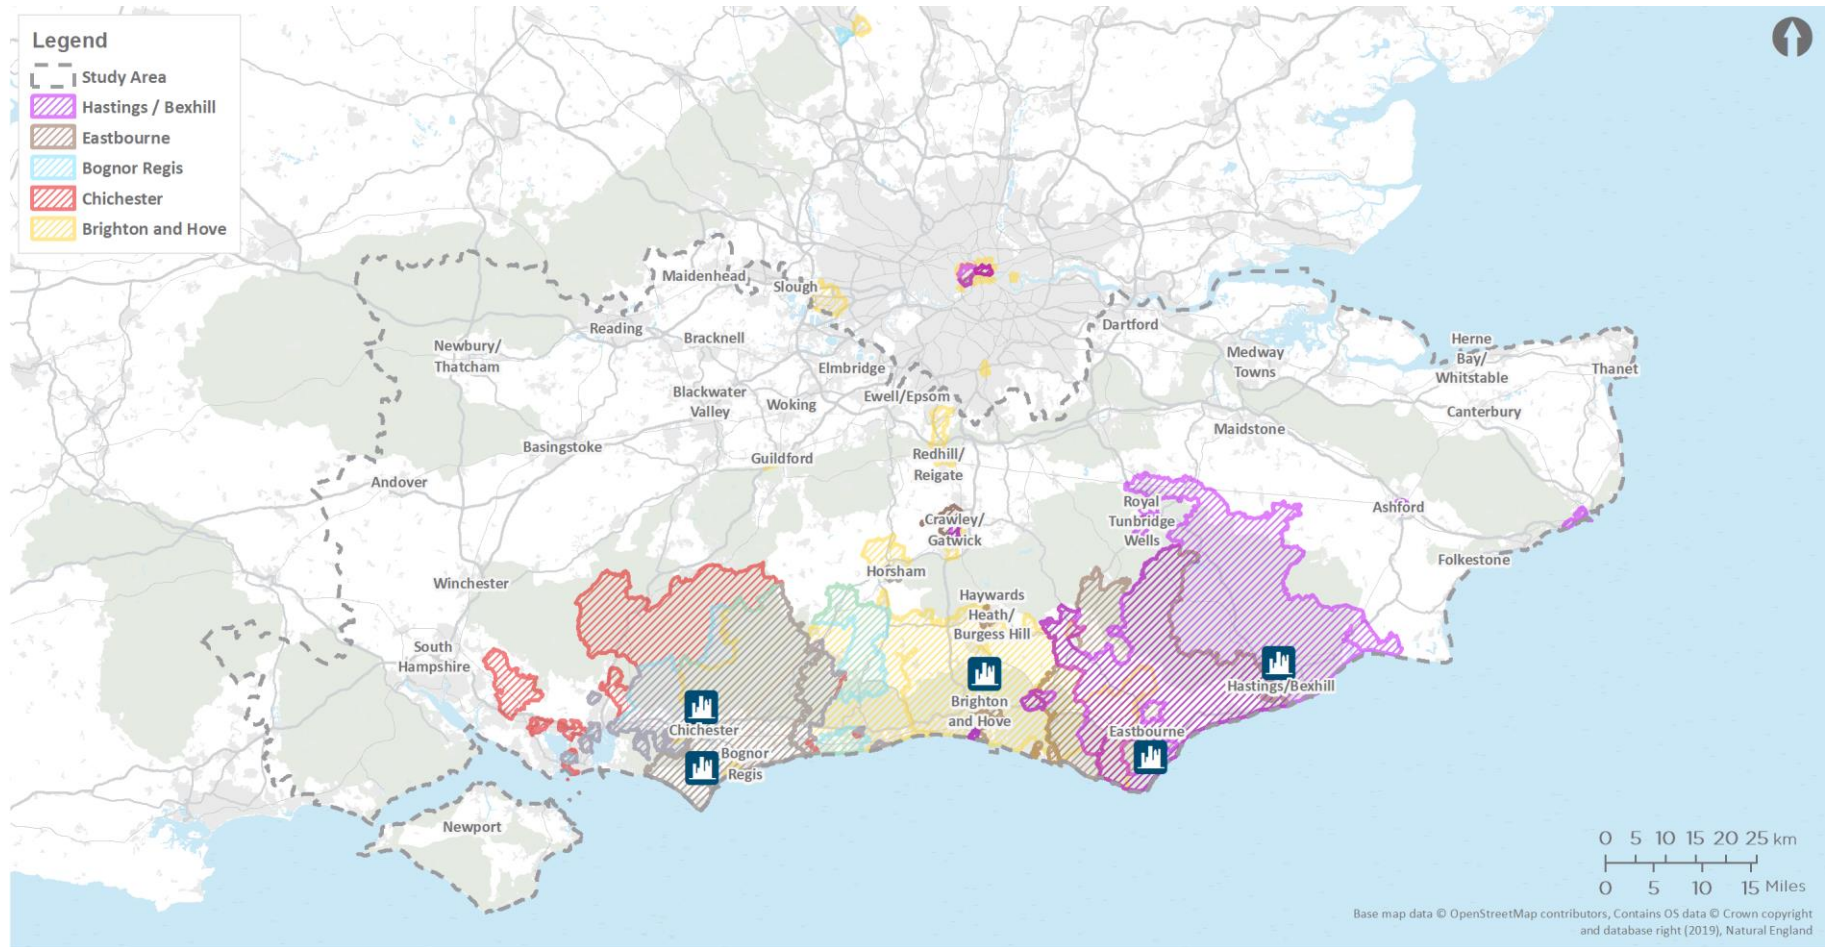 Legend
Study Area
Hastings / Bexhill
Eastbourne
Bognor Regis
Chichester
Brighton and Hove
Maidenhead
Slough
Reading
Bracknell
Newbury/
Thatcham
Elmbridge
Dartford
Medway
Towns
Herne
Bay/
Whitstable
Thanet
Blackwater
Valley
Woking
Ewell/Epsom
Canterbury
Maidstone
Basingstoke
Guildford
Redhill/
Reigate
Andover
Royal
Tunbridge
Wells
Ashford
Crawley/
Gatwick
Folkestone
Winchester
Horsham
Haywards
Heath/
Burgess Hill
South
Hampshire
Hastings/Bexhill
Brighton
and Hove
Chichester
Eastbourne
Bognor
Regis
Newport
0 5 10 15 20 25 km
0 5 10 15 Miles
Base map data © OpenStreetMap contributors, Contains OS data © Crown copyright
and database right (2019), Natural England